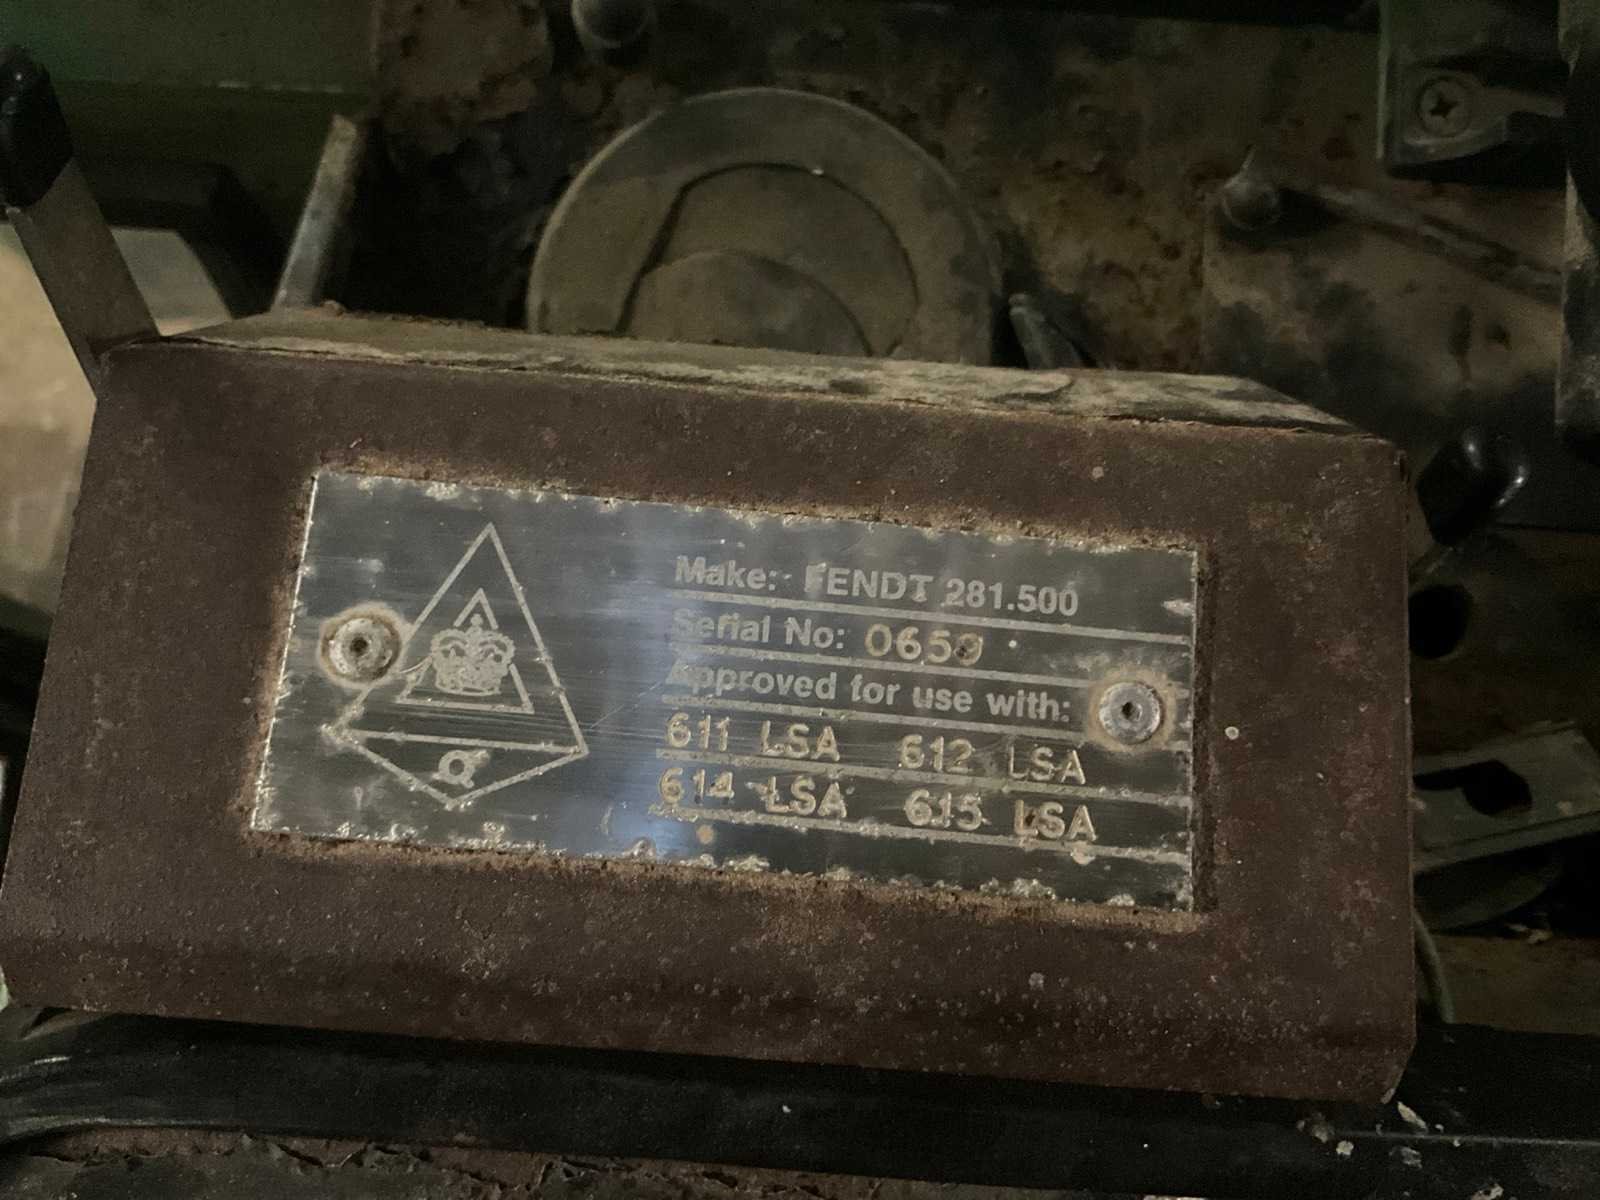 Make: FENDT 281.500
Serial No: 0659
Approved for use with:
611 LSA 612 LSA
614 LSA 615 LSA